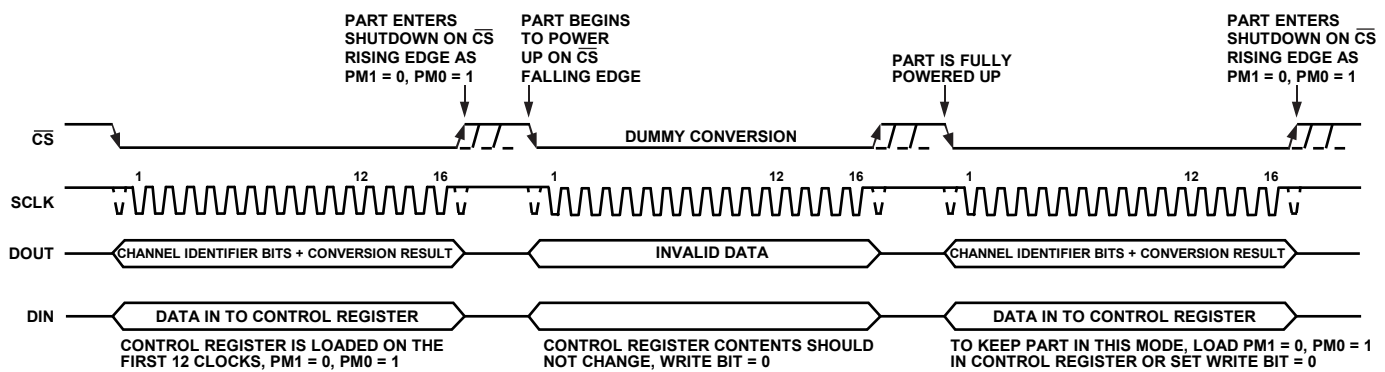 PART ENTERS
SHUTDOWN ON CS
RISING EDGE AS
PM1 = 0, PM0 = 1
PART BEGINS
TO POWER
UP ON CS
FALLING EDGE
PART IS FULLY
POWERED UP
PART ENTERS
SHUTDOWN ON CS
RISING EDGE AS
PM1 = 0, PM0 = 1
CS
DUMMY CONVERSION
SCLK
1 12 16 1 12 16 1 12 16
DOUT
CHANNEL IDENTIFIER BITS + CONVERSION RESULT
INVALID DATA
CHANNEL IDENTIFIER BITS + CONVERSION RESULT
DIN
DATA IN TO CONTROL REGISTER
DATA IN TO CONTROL REGISTER
CONTROL REGISTER IS LOADED ON THE
FIRST 12 CLOCKS, PM1 = 0, PM0 = 1
CONTROL REGISTER CONTENTS SHOULD
NOT CHANGE, WRITE BIT = 0
TO KEEP PART IN THIS MODE, LOAD PM1 = 0, PM0 = 1
IN CONTROL REGISTER OR SET WRITE BIT = 0